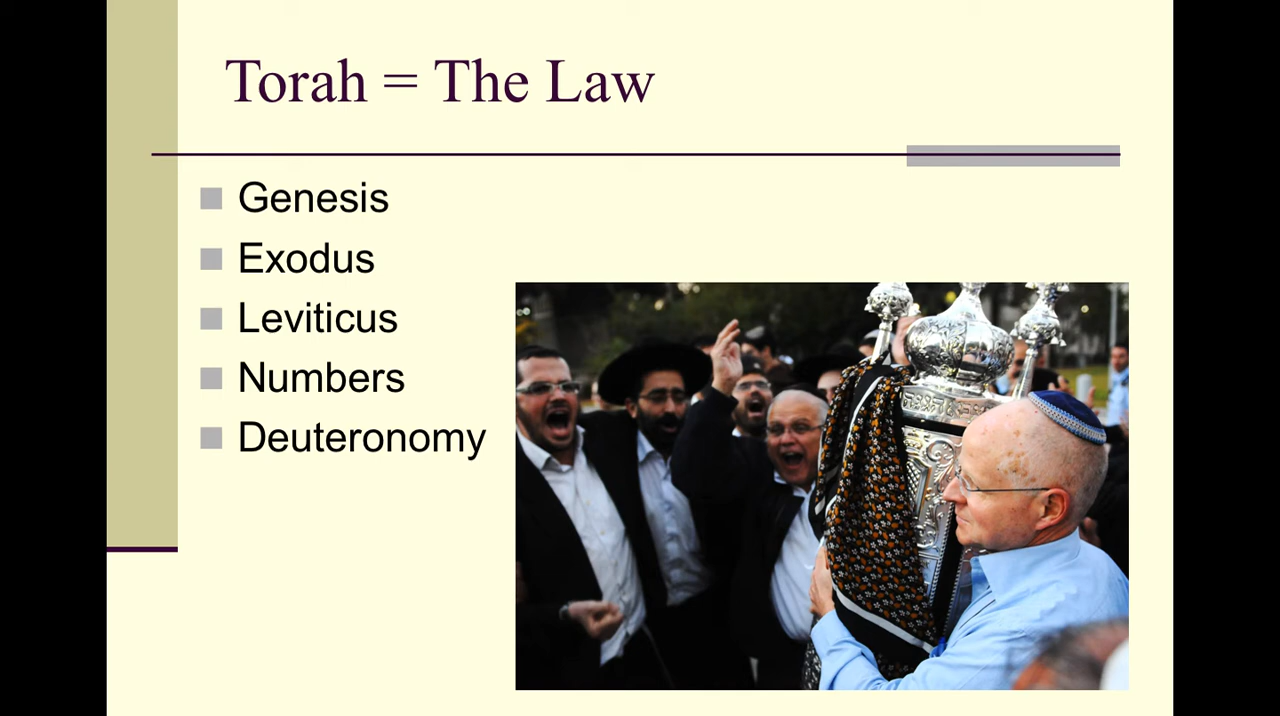 Torah = The Law
Genesis
Exodus
Leviticus
Numbers
Deuteronomy